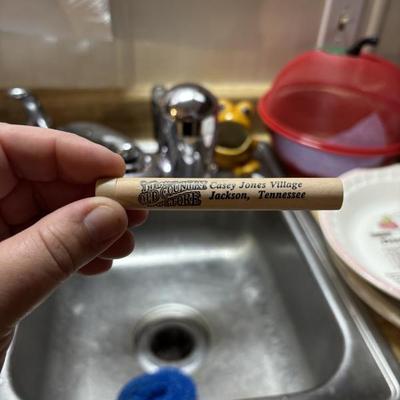 THE COUNTRY
OLD STORE
Casey Jones Village
Jackson, Tennessee